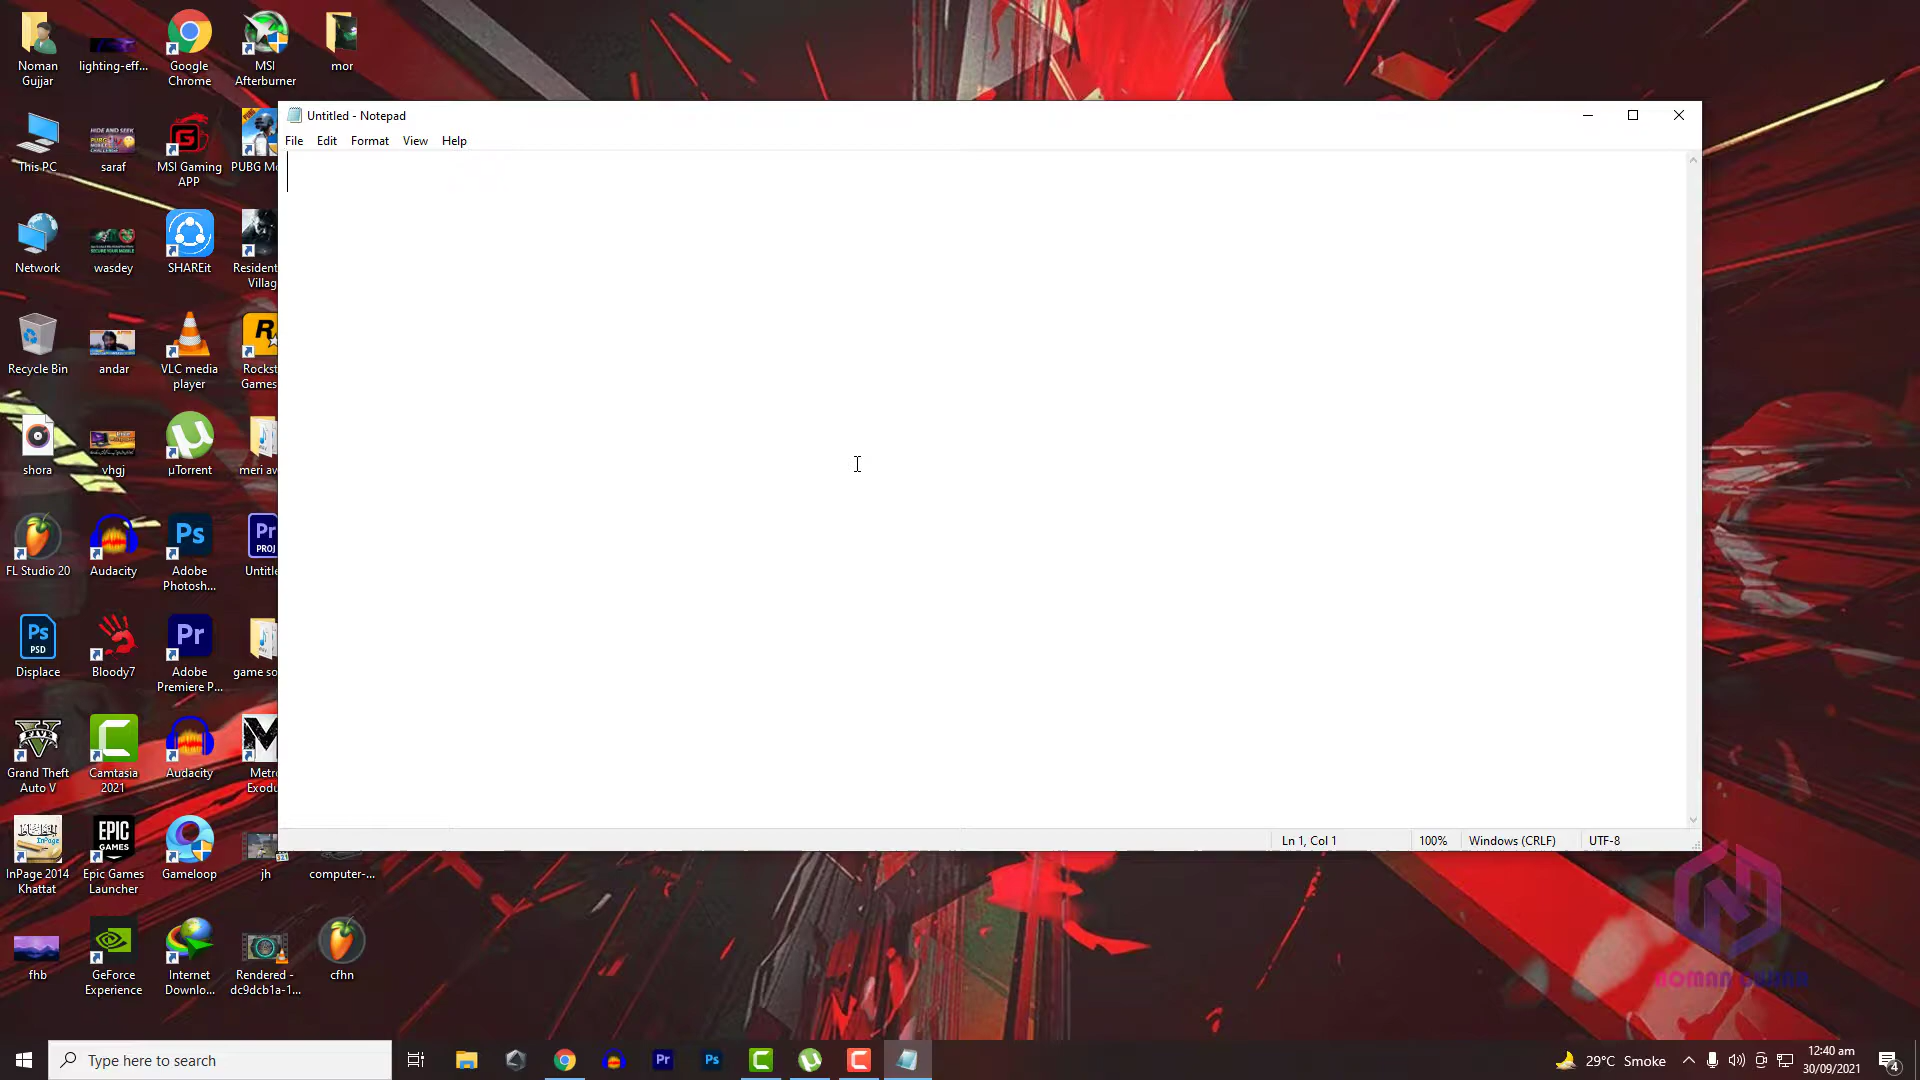 Untitled - Notepad
File Edit Format View Help
Ln 1, Col 1 100% Windows (CRLF) UTF-8
Noman
Gujjar
lighting-eff...
Google
Chrome
MSI
Afterburner
mor
This PC
saraf
MSI Gaming
APP
PUBG
Network
wasdey
SHAREit
Resident
Villag
Recycle Bin
andar
VLC media
player
Rockst
Games
shora
vhgj
µTorrent
meri aw
FL Studio 20
Audacity
Adobe
Photosh...
Untitle
Displace
Bloody7
Adobe
Premiere P...
game so
Grand Theft
Auto V
Camtasia
2021
Audacity
Metr
Exodu
InPage 2014
Khattat
Epic Games
Launcher
Gameloop
jh
computer-...
fhb
GeForce
Experience
Internet
Downlo...
Rendered -
dc9dcb1a-1...
cfhn
Type here to search
29°C Smoke
12:40 am
30/09/2021
4